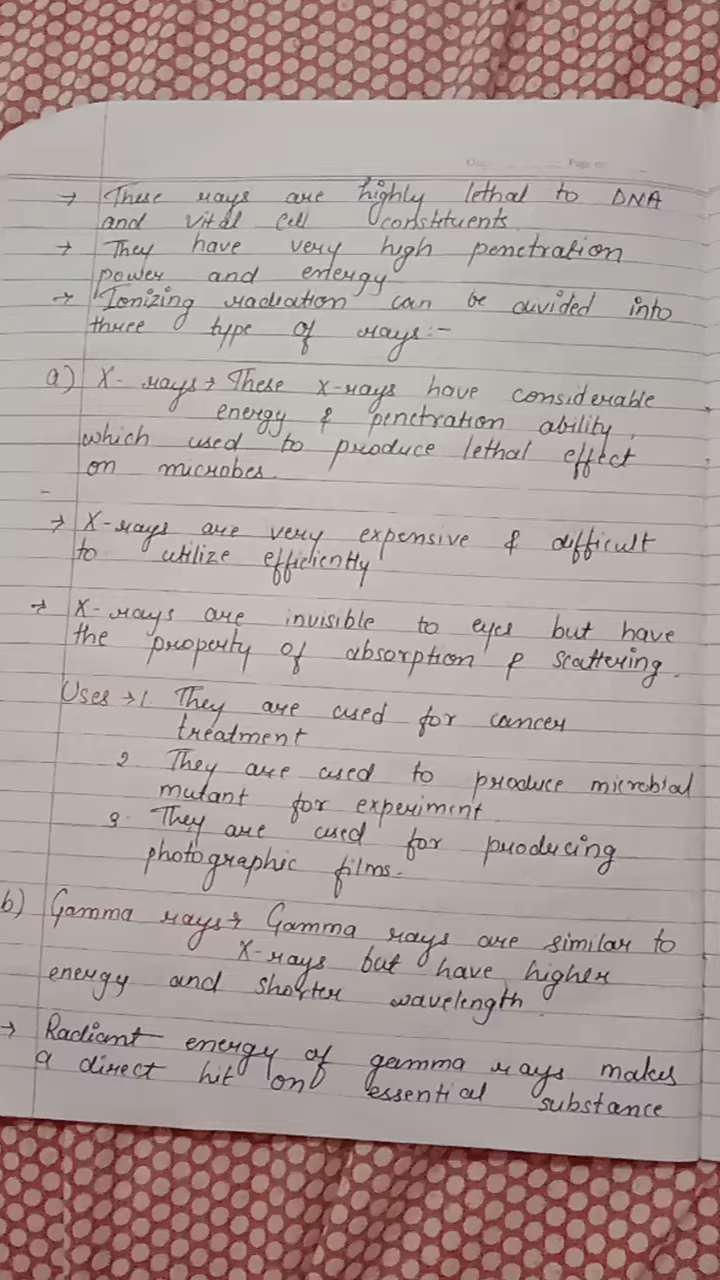 → These rays are highly lethal to DNA
and vital cell constituents
→ They have very high penetration
power and energy
→ Ionizing radiation can be divided into
three type of rays:-
a) X-rays → These x-rays have considerable
energy & penetration ability,
which used to produce lethal effect
on microbes.
→ X-rays are very expensive & difficult
to utilize efficiently
→ X-rays are invisible to eyes but have
the property of absorption & scattering.
Uses → 1. They are used for cancer
treatment
2. They are used to produce microbial
mutant for experiment
3. They are used for producing
photographic films.
b) Gamma rays → Gamma rays are similar to
X-rays but have higher
energy and shorter wavelength.
→ Radiant energy of gamma rays makes
a direct hit on essential substance